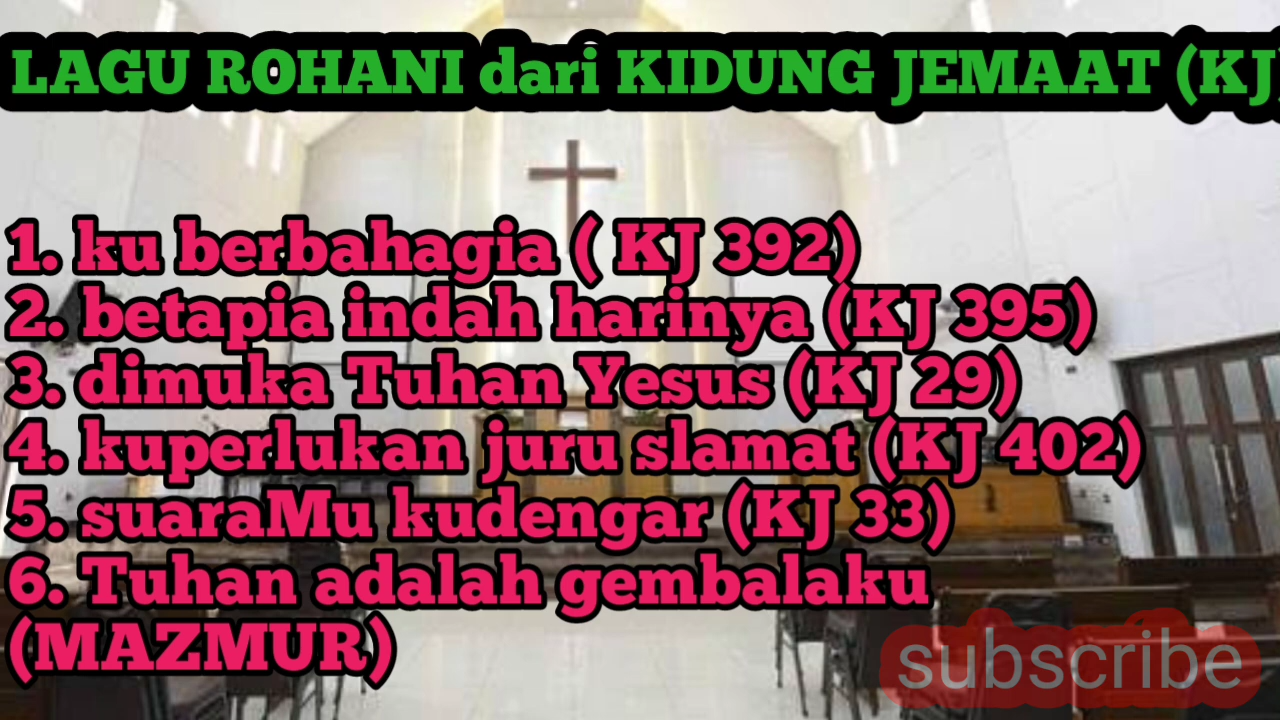 LAGU ROHANI dari KIDUNG JEMAAT (KJ)
1. ku berbahagia ( KJ 392)
2. betapia indah harinya (KJ 395)
3. dimuka Tuhan Yesus (KJ 29)
4. kuperlukan juru slamat (KJ 402)
5. suaraMu kudengar (KJ 33)
6. Tuhan adalah gembalaku
(MAZMUR)
subscribe